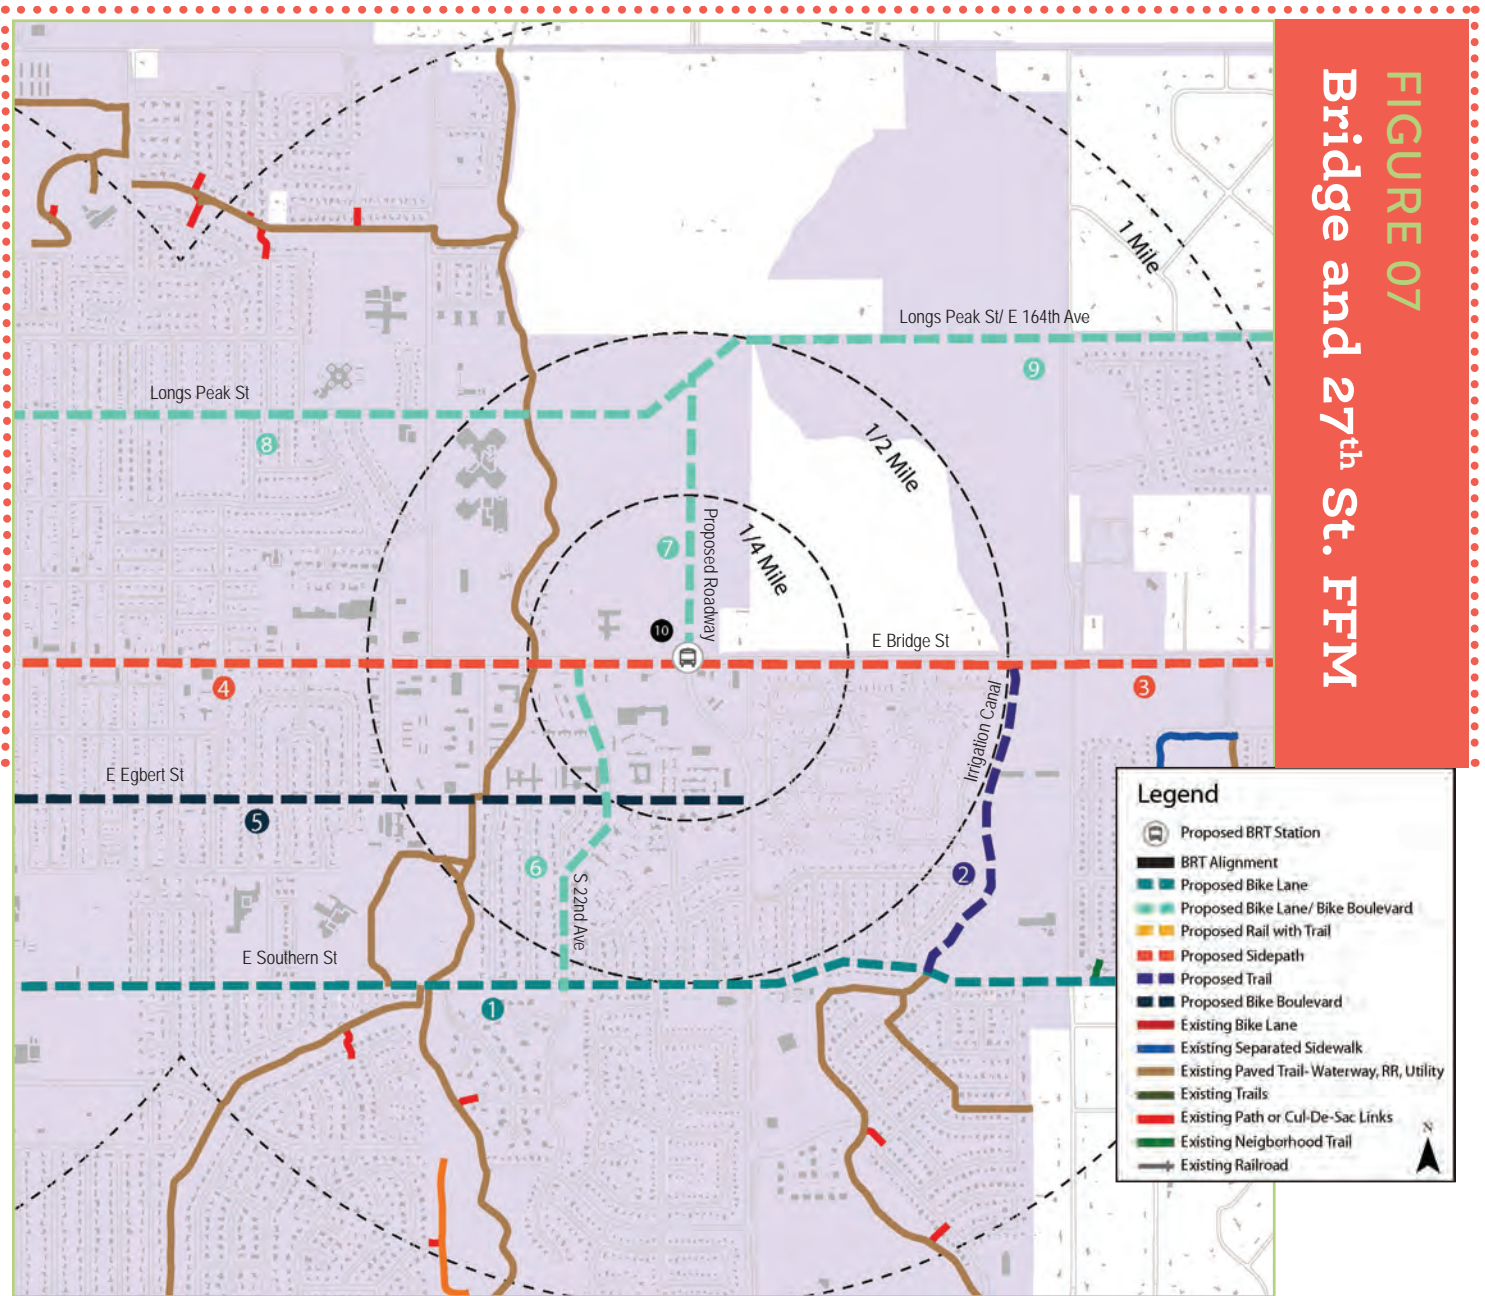 FIGURE 07
Bridge and 27th St. FFM
1 Mile
Longs Peak St/ E 164th Ave
9
Longs Peak St
8
1/2 Mile
7
Proposed Roadway
1/4 Mile
10
E Bridge St
4
3
Irrigation Canal
E Egbert St
5
6
2
S 22nd Ave
E Southern St
1
Legend
Proposed BRT Station
BRT Alignment
Proposed Bike Lane
Proposed Bike Lane/ Bike Boulevard
Proposed Rail with Trail
Proposed Sidepath
Proposed Trail
Proposed Bike Boulevard
Existing Bike Lane
Existing Separated Sidewalk
Existing Paved Trail- Waterway, RR, Utility
Existing Trails
Existing Path or Cul-De-Sac Links
Existing Neigborhood Trail
Existing Railroad
N